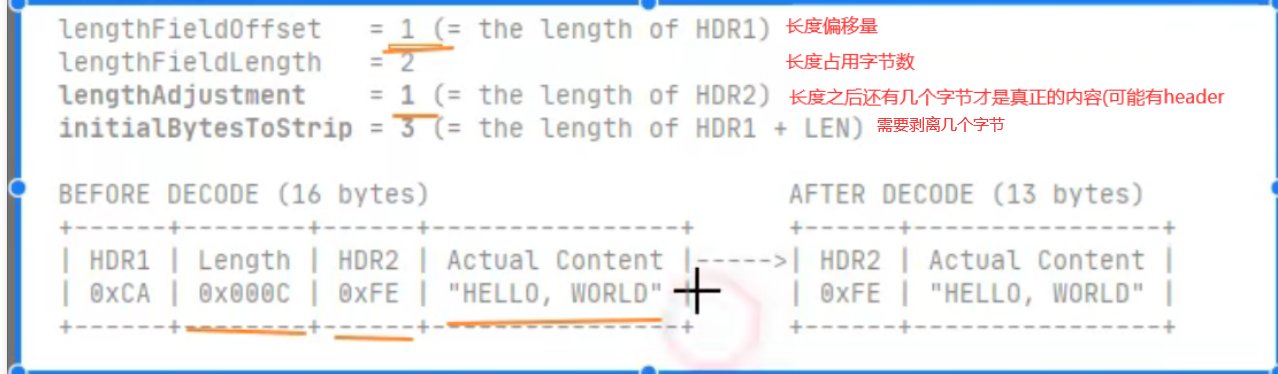 lengthFieldOffset   = 1 (= the length of HDR1) 长度偏移量
lengthFieldLength   = 2 长度占用字节数
lengthAdjustment    = 1 (= the length of HDR2) 长度之后还有几个字节才是真正的内容(可能有header
initialBytesToStrip = 3 (= the length of HDR1 + LEN) 需要剥离几个字节
BEFORE DECODE (16 bytes)                      AFTER DECODE (13 bytes)
+------+--------+------+----------------+      +------+----------------+
| HDR1 | Length | HDR2 | Actual Content |----->| HDR2 | Actual Content |
| 0xCA | 0x000C | 0xFE | "HELLO, WORLD" |      | 0xFE | "HELLO, WORLD" |
+------+--------+------+----------------+      +------+----------------+